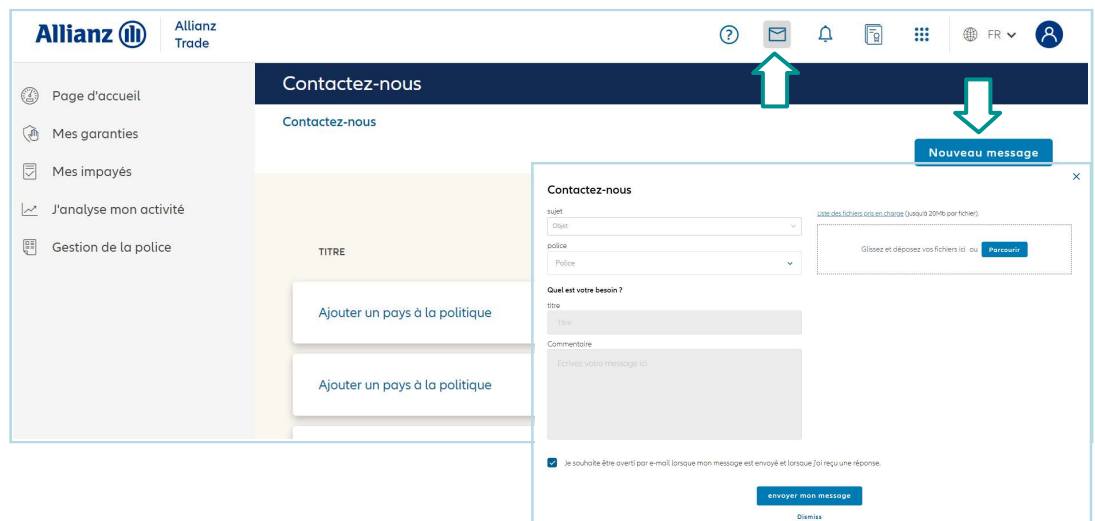 Allianz
Allianz
Trade
FR
Page d'accueil
Mes garanties
Mes impayés
J'analyse mon activité
Gestion de la police
Contactez-nous
Contactez-nous
Nouveau message
TITRE
Ajouter un pays à la politique
Ajouter un pays à la politique
Contactez-nous
sujet
Objet
police
Police
Quel est votre besoin ?
titre
Titre
Commentaire
Ecrivez votre message ici
Liste des fichiers pris en charge (jusqu'à 20Mb par fichier).
Glissez et déposez vos fichiers ici ou Parcourir
Je souhaite être averti par e-mail lorsque mon message est envoyé et lorsque j'ai reçu une réponse.
envoyer mon message
Dismiss